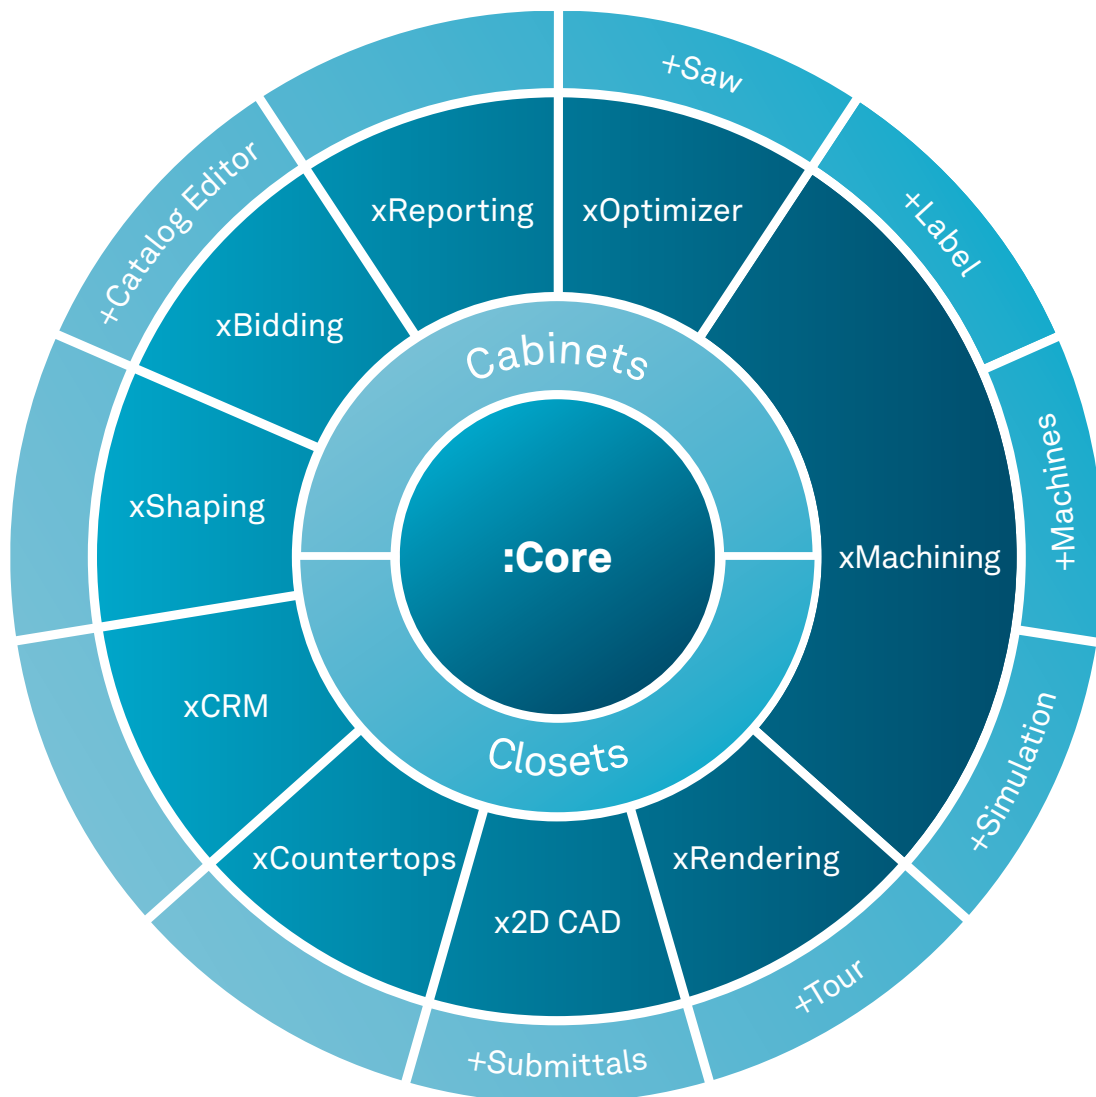 +Saw
+Label
+Catalog Editor
xReporting
xOptimizer
xBidding
Cabinets
+Machines
xShaping
:Core
xMachining
xCRM
Closets
+Simulation
xCountertops
xRendering
x2D CAD
+Tour
+Submittals